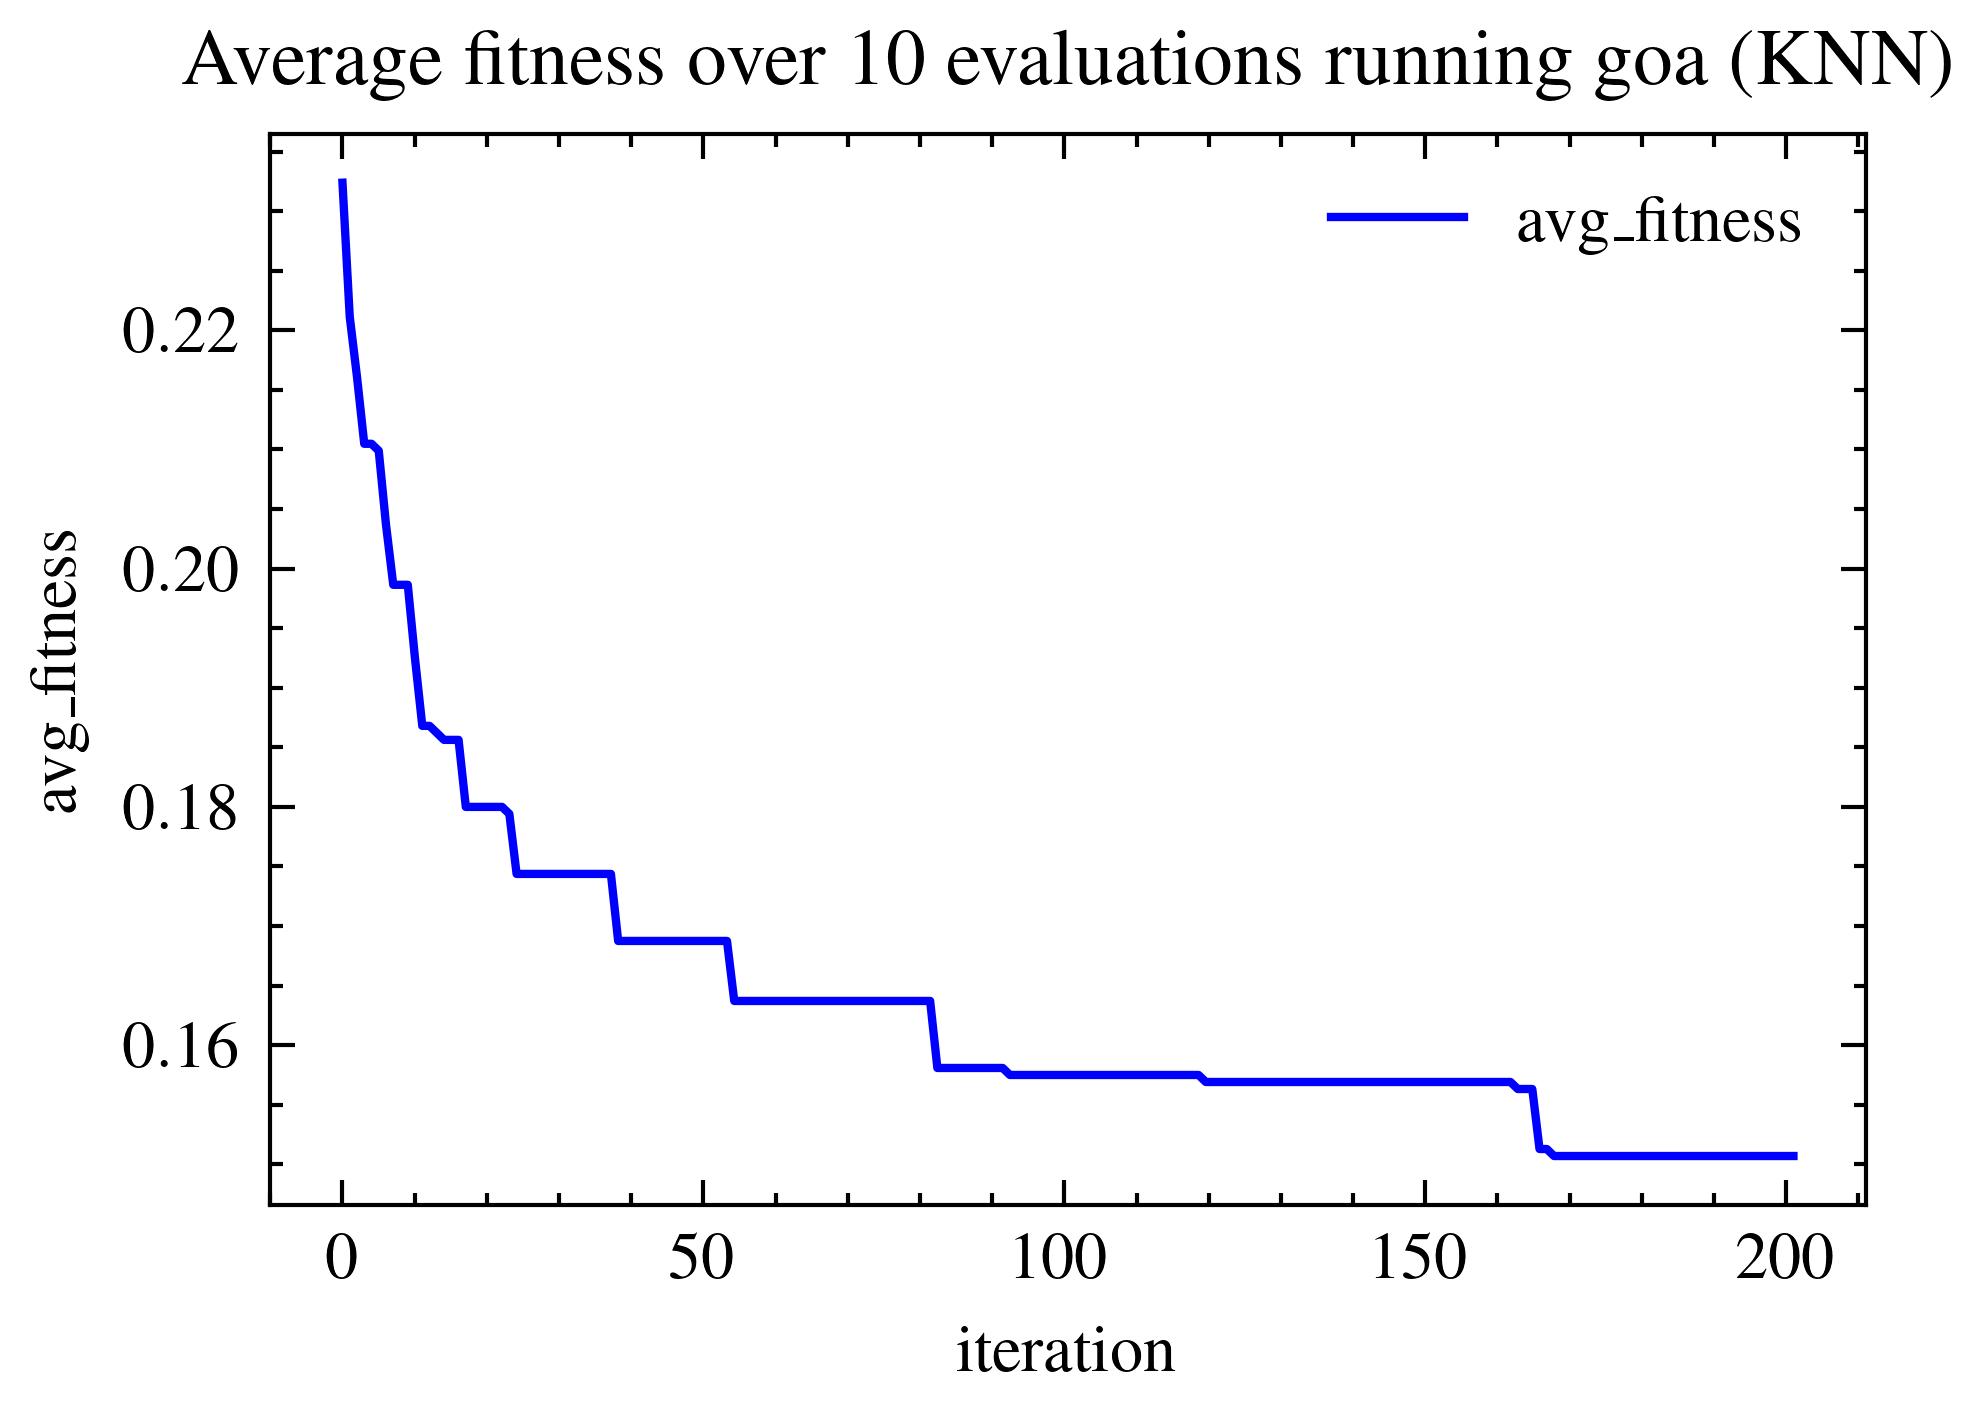 Average fitness over 10 evaluations running goa (KNN)
avg_fitness
0.22
0.20
0.18
0.16
avg_fitness
0 50 100 150 200
iteration